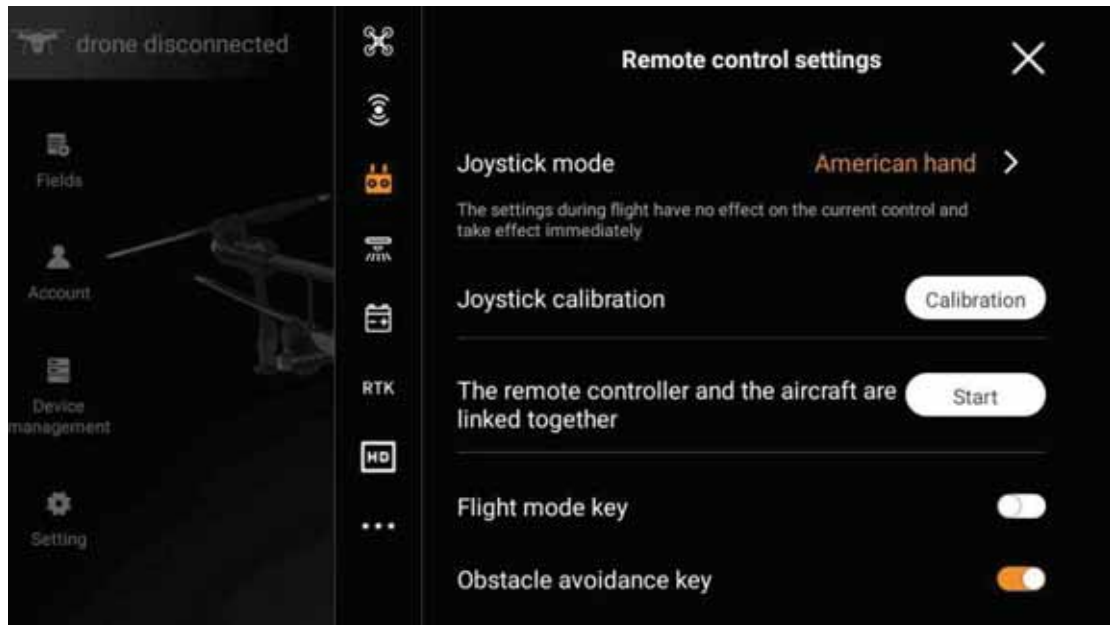 drone disconnected
Fields
Account
Device
management
Setting
RTK
HD
Remote control settings
Joystick mode
American hand
The settings during flight have no effect on the current control and
take effect immediately
Joystick calibration
Calibration
The remote controller and the aircraft are
linked together
Start
Flight mode key
Obstacle avoidance key